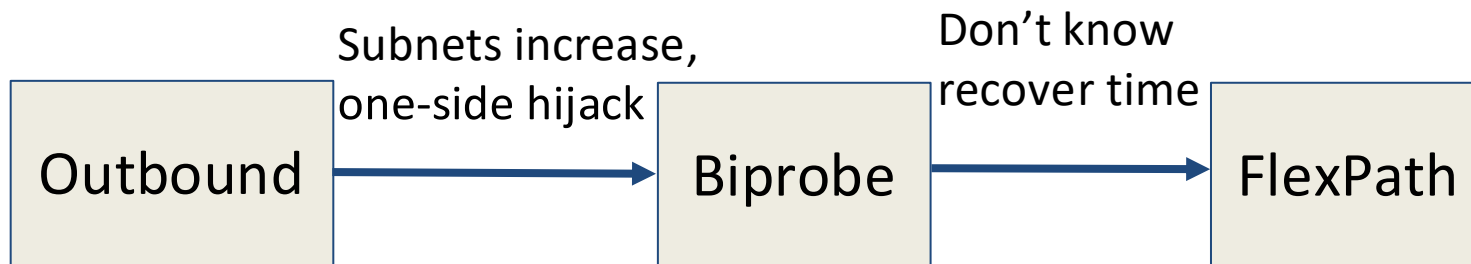 Subnets increase,
one-side hijack
Don’t know
recover time
Outbound
Biprobe
FlexPath